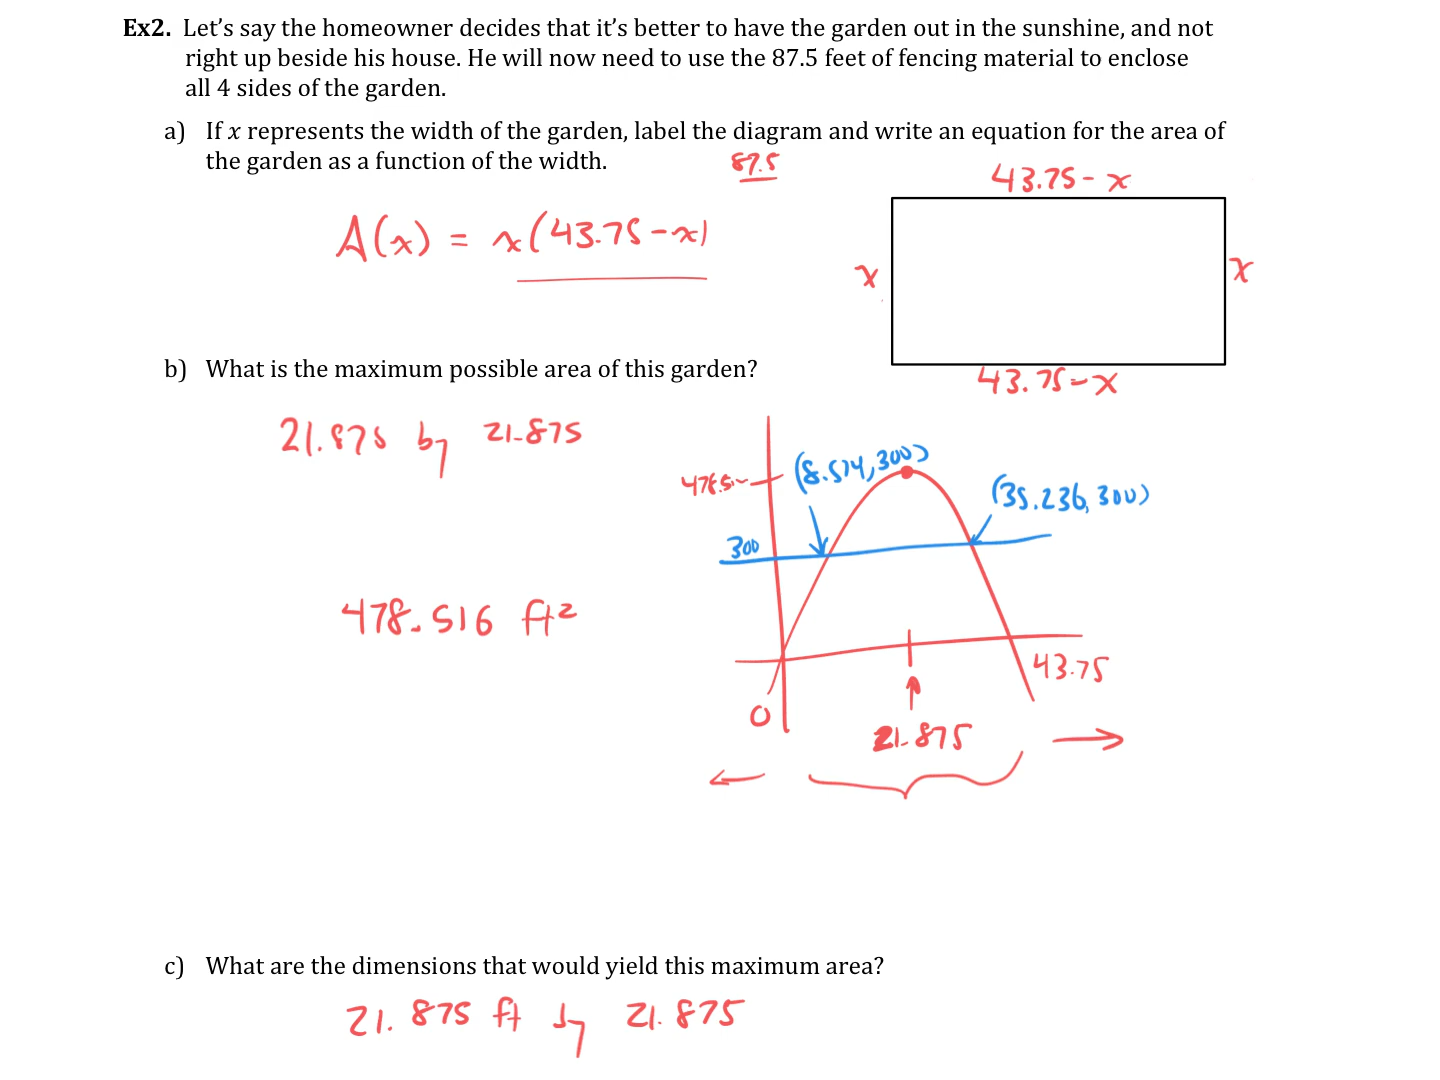 Ex2. Let’s say the homeowner decides that it’s better to have the garden out in the sunshine, and not
right up beside his house. He will now need to use the 87.5 feet of fencing material to enclose
all 4 sides of the garden.
a) If x represents the width of the garden, label the diagram and write an equation for the area of
the garden as a function of the width.
87.5
43.75 - x
A(x) = x(43.75-x)
x
x
43.75-x
b) What is the maximum possible area of this garden?
21.875 by 21.875
(8.514,300)
478.5~
(35.236,300)
300
478.516 ft²
43.75
0
21.875
c) What are the dimensions that would yield this maximum area?
21.875 ft by 21.875